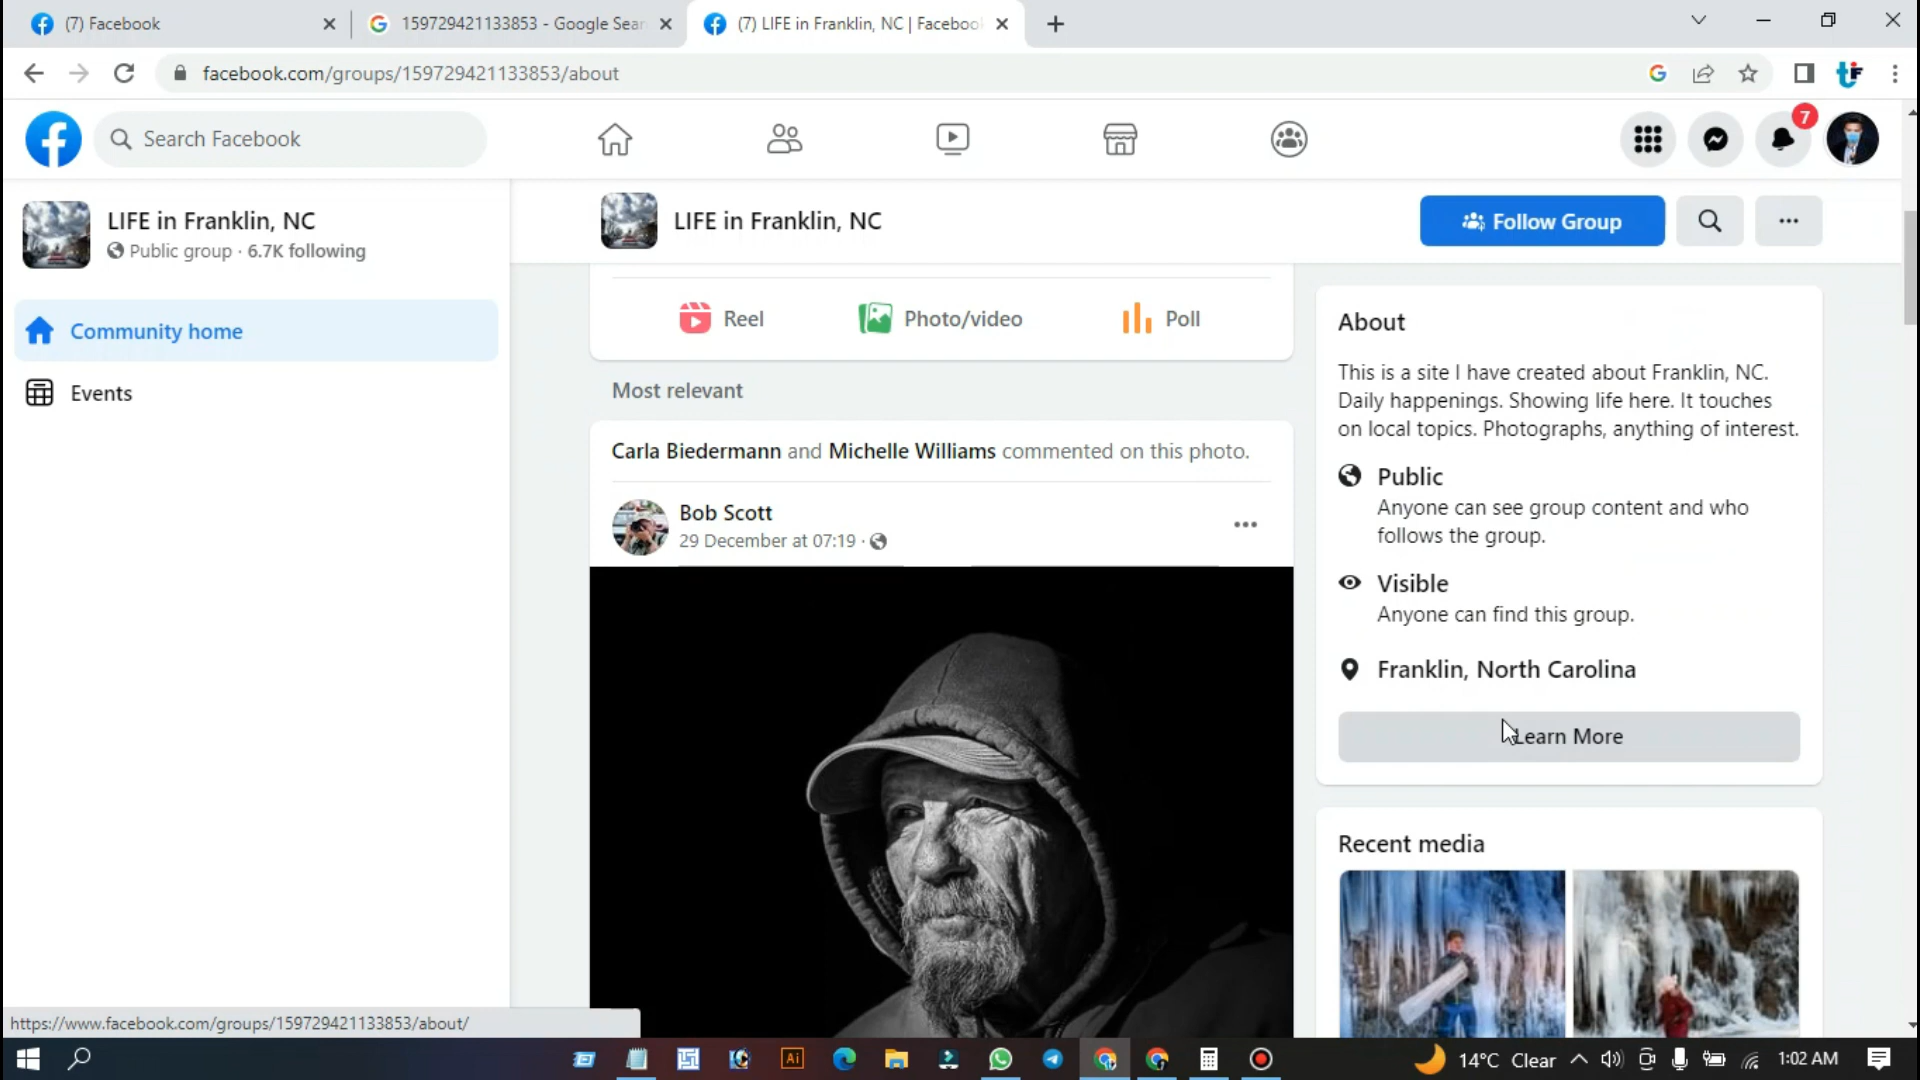 (7) Facebook
159729421133853 - Google Sear
(7) LIFE in Franklin, NC | Facebook
facebook.com/groups/159729421133853/about
Search Facebook
7
LIFE in Franklin, NC
Public group · 6.7K following
Community home
Events
LIFE in Franklin, NC
Follow Group
Reel
Photo/video
Poll
Most relevant
Carla Biedermann and Michelle Williams commented on this photo.
Bob Scott
29 December at 07:19 ·
About
This is a site I have created about Franklin, NC.
Daily happenings. Showing life here. It touches
on local topics. Photographs, anything of interest.
Public
Anyone can see group content and who
follows the group.
Visible
Anyone can find this group.
Franklin, North Carolina
Learn More
Recent media
https://www.facebook.com/groups/159729421133853/about/
Ai
14°C Clear
1:02 AM